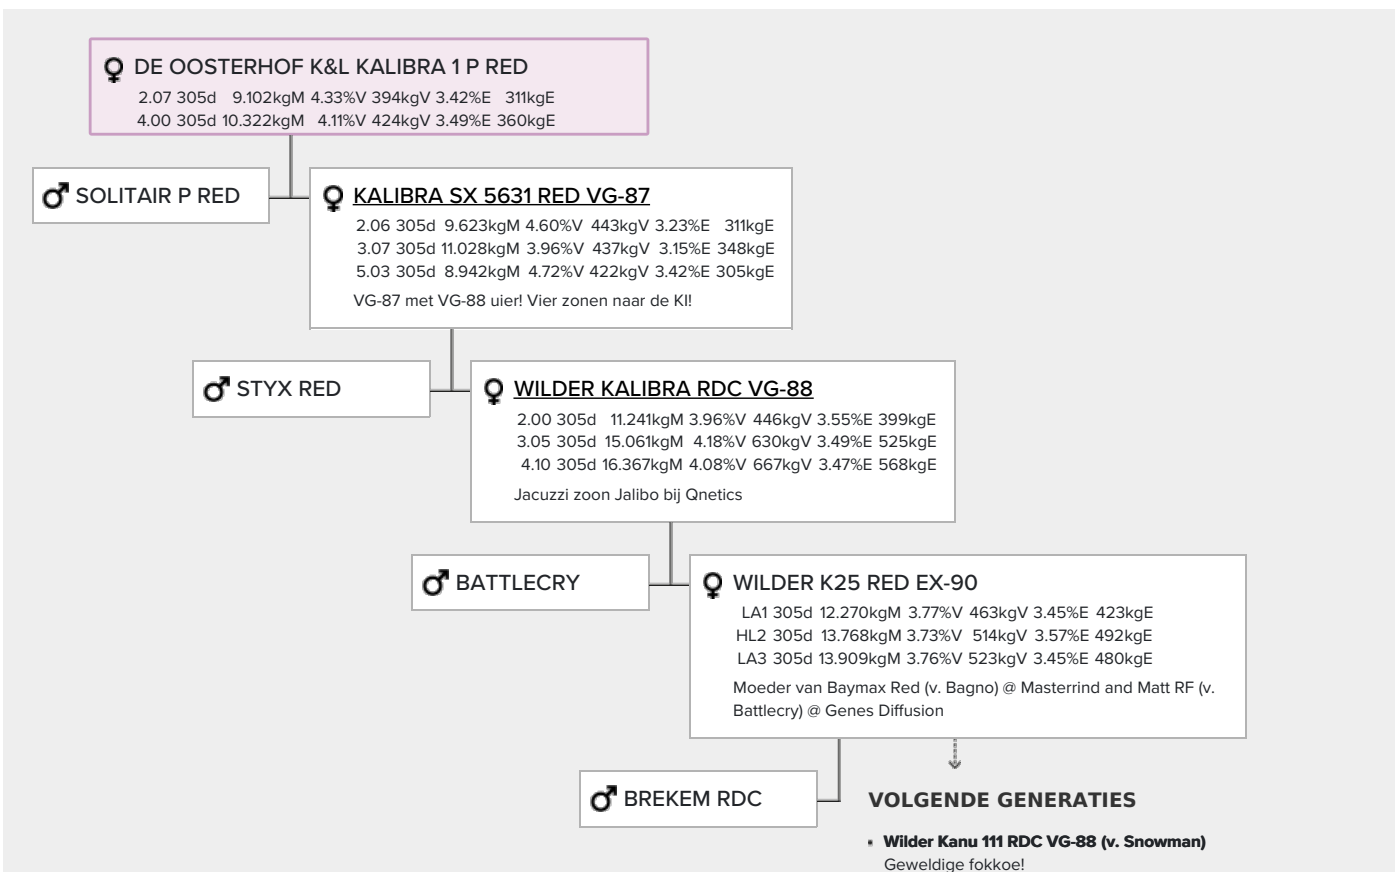 DE OOSTERHOF K&L KALIBRA 1 P RED
2.07 305d 9.102kgM 4.33%V 394kgV 3.42%E 311kgE
4.00 305d 10.322kgM 4.11%V 424kgV 3.49%E 360kgE
SOLITAIR P RED
KALIBRA SX 5631 RED VG-87
2.06 305d 9.623kgM 4.60%V 443kgV 3.23%E 311kgE
3.07 305d 11.028kgM 3.96%V 437kgV 3.15%E 348kgE
5.03 305d 8.942kgM 4.72%V 422kgV 3.42%E 305kgE
VG-87 met VG-88 uier! Vier zonen naar de KI!
STYX RED
WILDER KALIBRA RDC VG-88
2.00 305d 11.241kgM 3.96%V 446kgV 3.55%E 399kgE
3.05 305d 15.061kgM 4.18%V 630kgV 3.49%E 525kgE
4.10 305d 16.367kgM 4.08%V 667kgV 3.47%E 568kgE
Jacuzzi zoon Jalibo bij Qnetics
BATTLECRY
WILDER K25 RED EX-90
LA1 305d 12.270kgM 3.77%V 463kgV 3.45%E 423kgE
HL2 305d 13.768kgM 3.73%V 514kgV 3.57%E 492kgE
LA3 305d 13.909kgM 3.76%V 523kgV 3.45%E 480kgE
Moeder van Baymax Red (v. Bagno) @ Masterrind and Matt RF (v.
Battlecry) @ Genes Diffusion
BREKEM RDC
VOLGENDE GENERATIES
▪ Wilder Kanu 111 RDC VG-88 (v. Snowman)
Geweldige fokkoe!